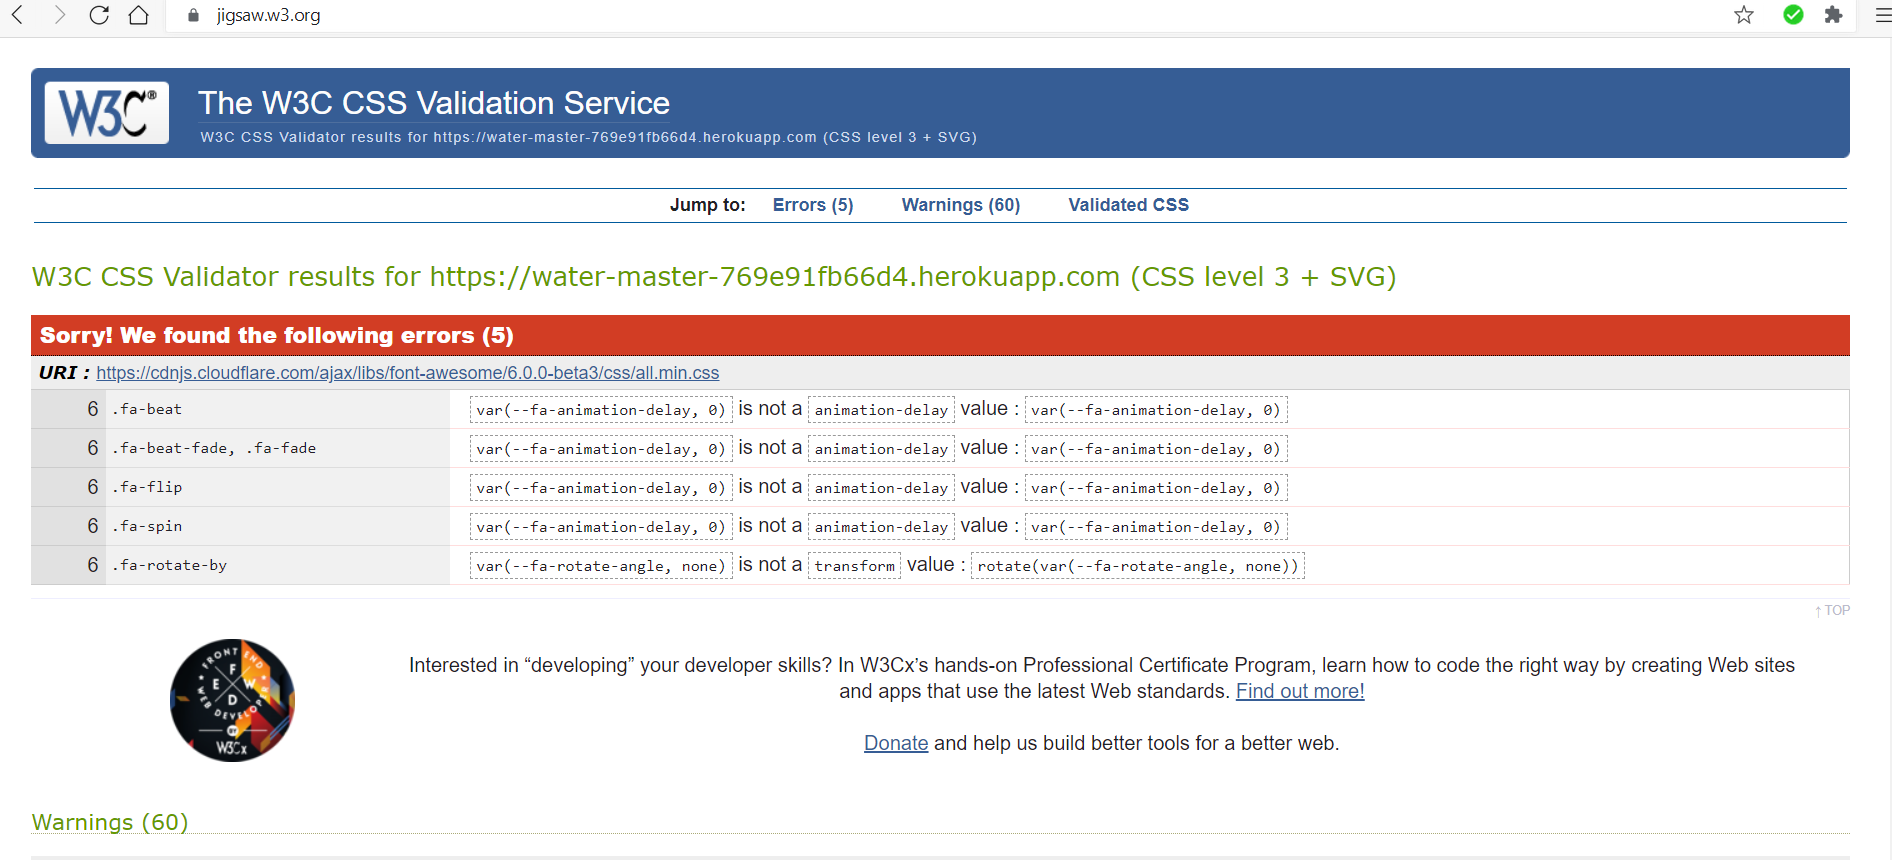 jigsaw.w3.org
W3C®
The W3C CSS Validation Service
W3C CSS Validator results for https://water-master-769e91fb66d4.herokuapp.com (CSS level 3 + SVG)
Jump to: Errors (5) Warnings (60) Validated CSS
W3C CSS Validator results for https://water-master-769e91fb66d4.herokuapp.com (CSS level 3 + SVG)
Sorry! We found the following errors (5)
URI : https://cdnjs.cloudflare.com/ajax/libs/font-awesome/6.0.0-beta3/css/all.min.css
6 .fa-beat var(--fa-animation-delay, 0) is not a animation-delay value : var(--fa-animation-delay, 0)
6 .fa-beat-fade, .fa-fade var(--fa-animation-delay, 0) is not a animation-delay value : var(--fa-animation-delay, 0)
6 .fa-flip var(--fa-animation-delay, 0) is not a animation-delay value : var(--fa-animation-delay, 0)
6 .fa-spin var(--fa-animation-delay, 0) is not a animation-delay value : var(--fa-animation-delay, 0)
6 .fa-rotate-by var(--fa-rotate-angle, none) is not a transform value : rotate(var(--fa-rotate-angle, none))
↑ TOP
FRONT END
F
E W
D
WEB DEVELOPER
BY
W3Cx
Interested in “developing” your developer skills? In W3Cx’s hands-on Professional Certificate Program, learn how to code the right way by creating Web sites
and apps that use the latest Web standards. Find out more!
Donate and help us build better tools for a better web.
Warnings (60)